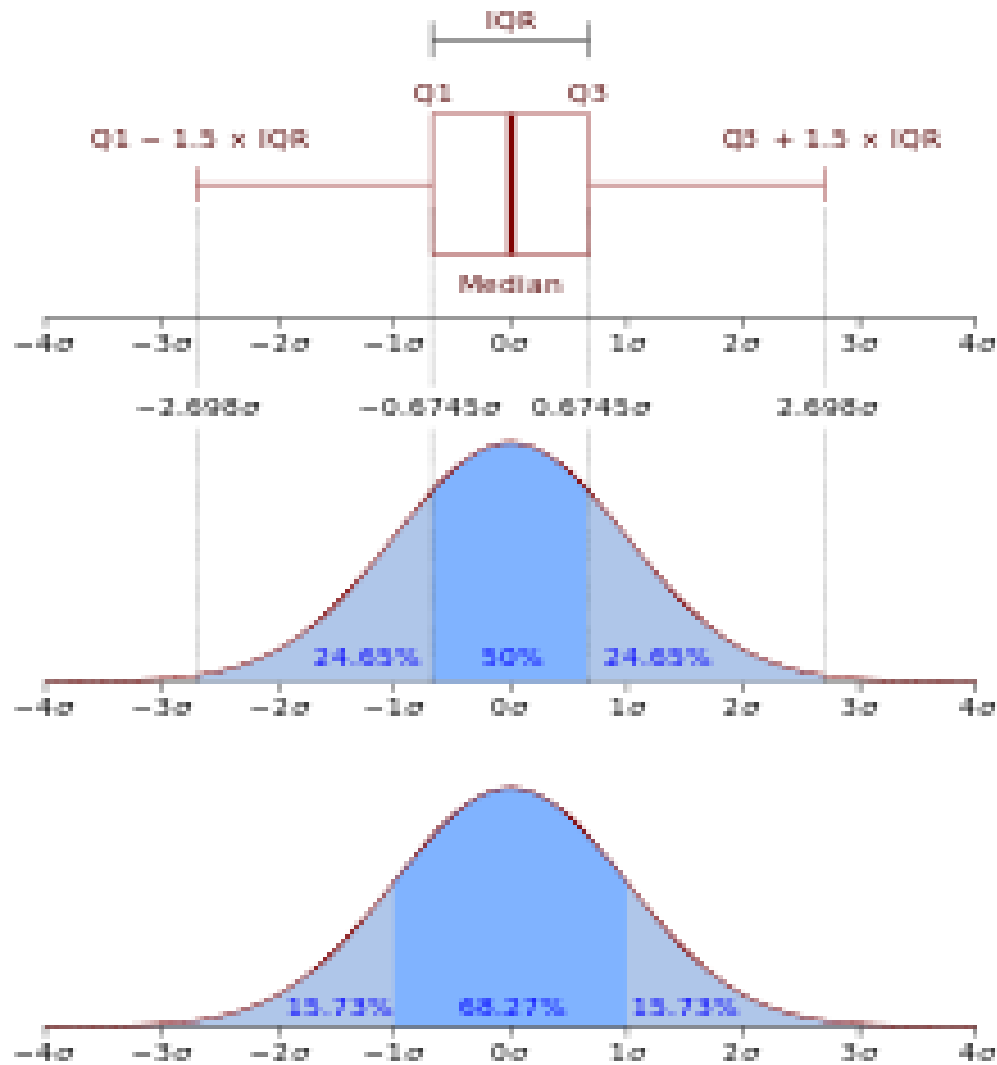 IQR
Q1 Q3
Q1 − 1.5 × IQR Q3 + 1.5 × IQR
Median
−4σ −3σ −2σ −1σ 0σ 1σ 2σ 3σ 4σ
−2.698σ −0.6745σ 0.6745σ 2.698σ
24.65% 50% 24.65%
−4σ −3σ −2σ −1σ 0σ 1σ 2σ 3σ 4σ
15.73% 68.27% 15.73%
−4σ −3σ −2σ −1σ 0σ 1σ 2σ 3σ 4σ